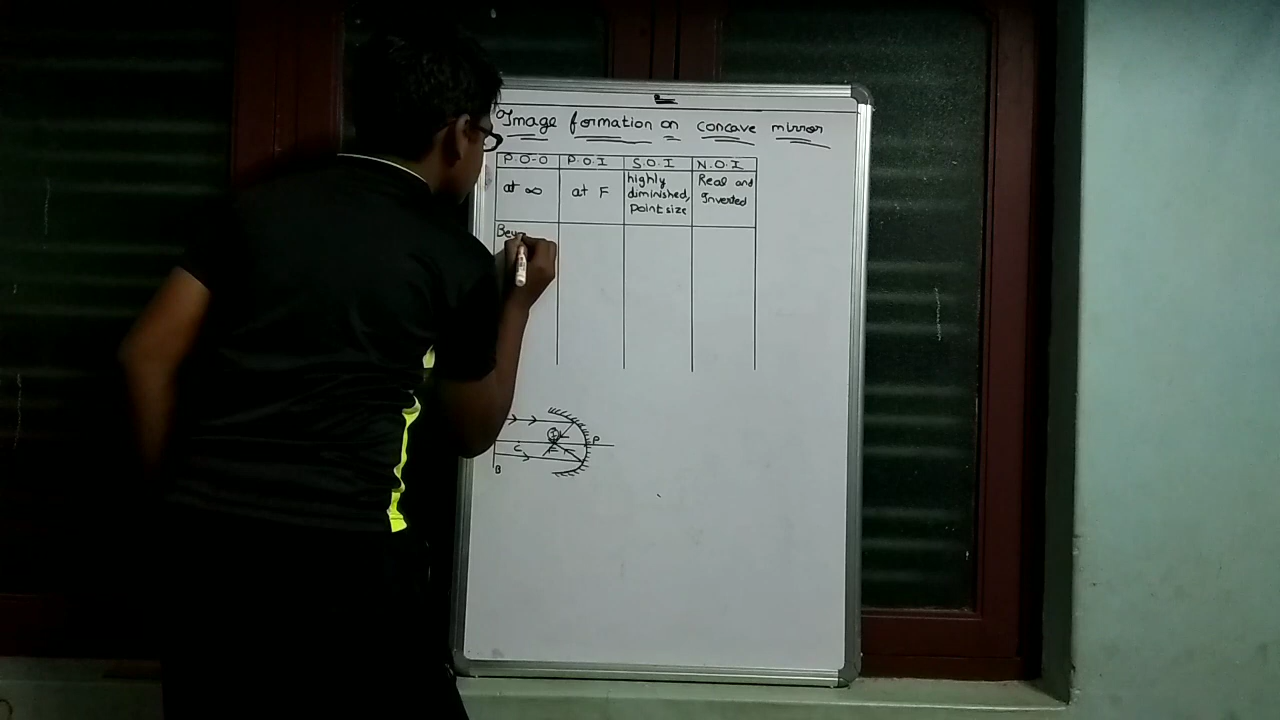 Image formation on concave mirror
P.O.O P.O.I S.O.I N.O.I
at ∞ at F highly diminished, Point size Real and Inverted
Bey
C F P
B